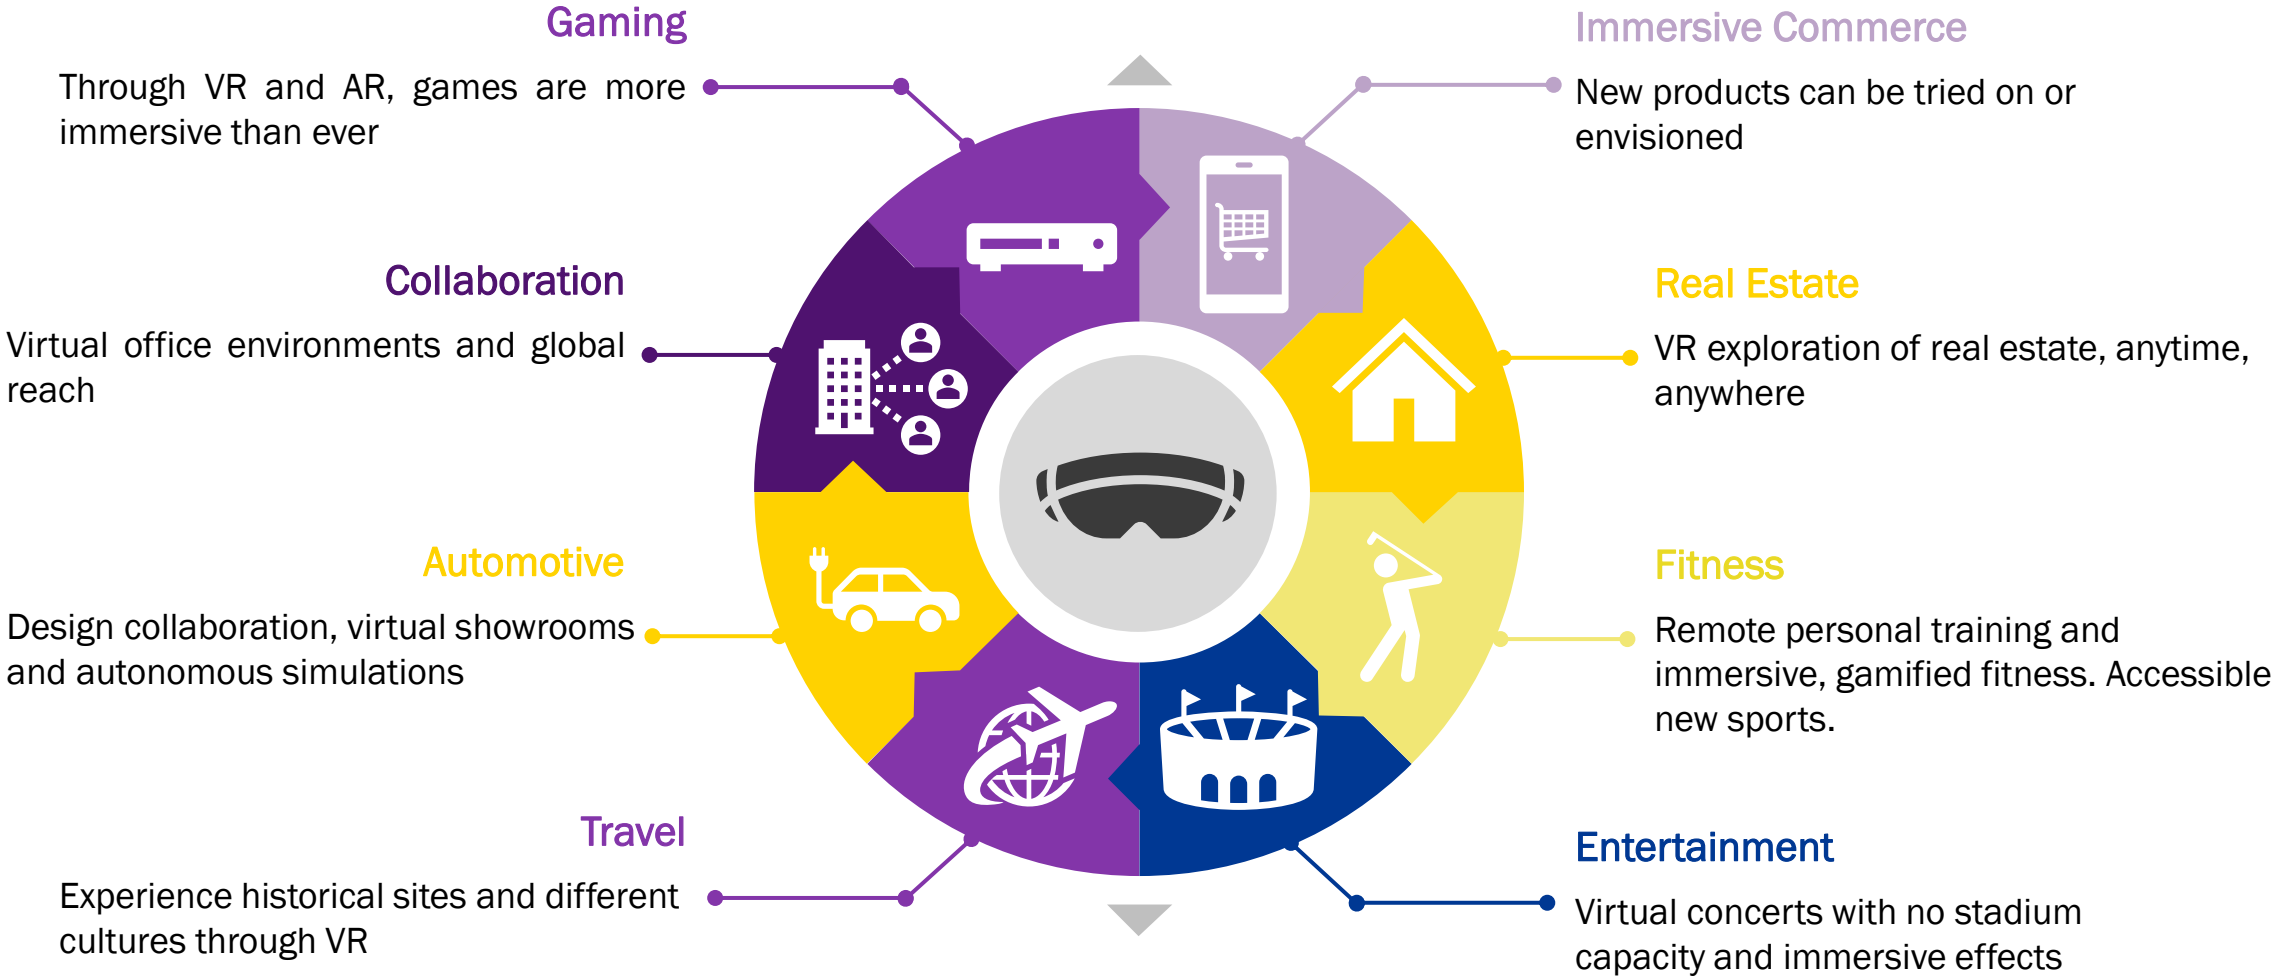 Gaming
Through VR and AR, games are more
immersive than ever
Collaboration
Virtual office environments and global
reach
Automotive
Design collaboration, virtual showrooms
and autonomous simulations
Travel
Experience historical sites and different
cultures through VR
Immersive Commerce
New products can be tried on or
envisioned
Real Estate
VR exploration of real estate, anytime,
anywhere
Fitness
Remote personal training and
immersive, gamified fitness. Accessible
new sports.
Entertainment
Virtual concerts with no stadium
capacity and immersive effects